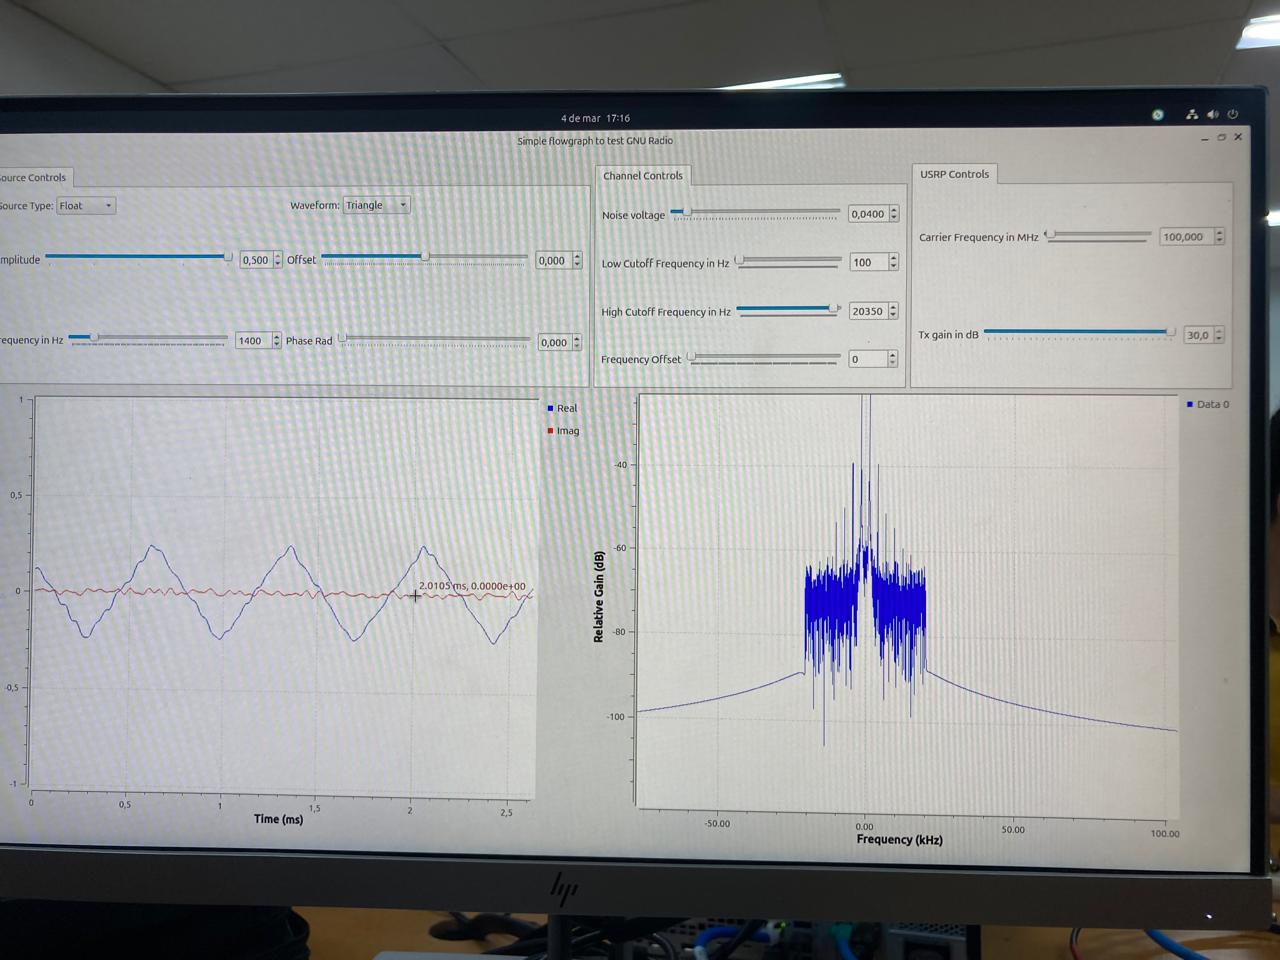 4 de mar 17:16
Simple flowgraph to test GNU Radio
ource Controls
ource Type: Float
Waveform: Triangle
mplitude
0,500
Offset
0,000
equency in Hz
1400
Phase Rad
0,000
Channel Controls
Noise voltage
0,0400
Low Cutoff Frequency in Hz
100
High Cutoff Frequency in Hz
20350
Frequency Offset
0
USRP Controls
Carrier Frequency in MHz
100,000
Tx gain in dB
30,0
1
0,5
0
-0,5
-1
Real
Imag
2.0105 ms, 0.0000e+00
0
0,5
1
1,5
2
2,5
Time (ms)
Data 0
-40
-60
-80
-100
Relative Gain (dB)
-50.00
0.00
50.00
100.00
Frequency (kHz)
hp